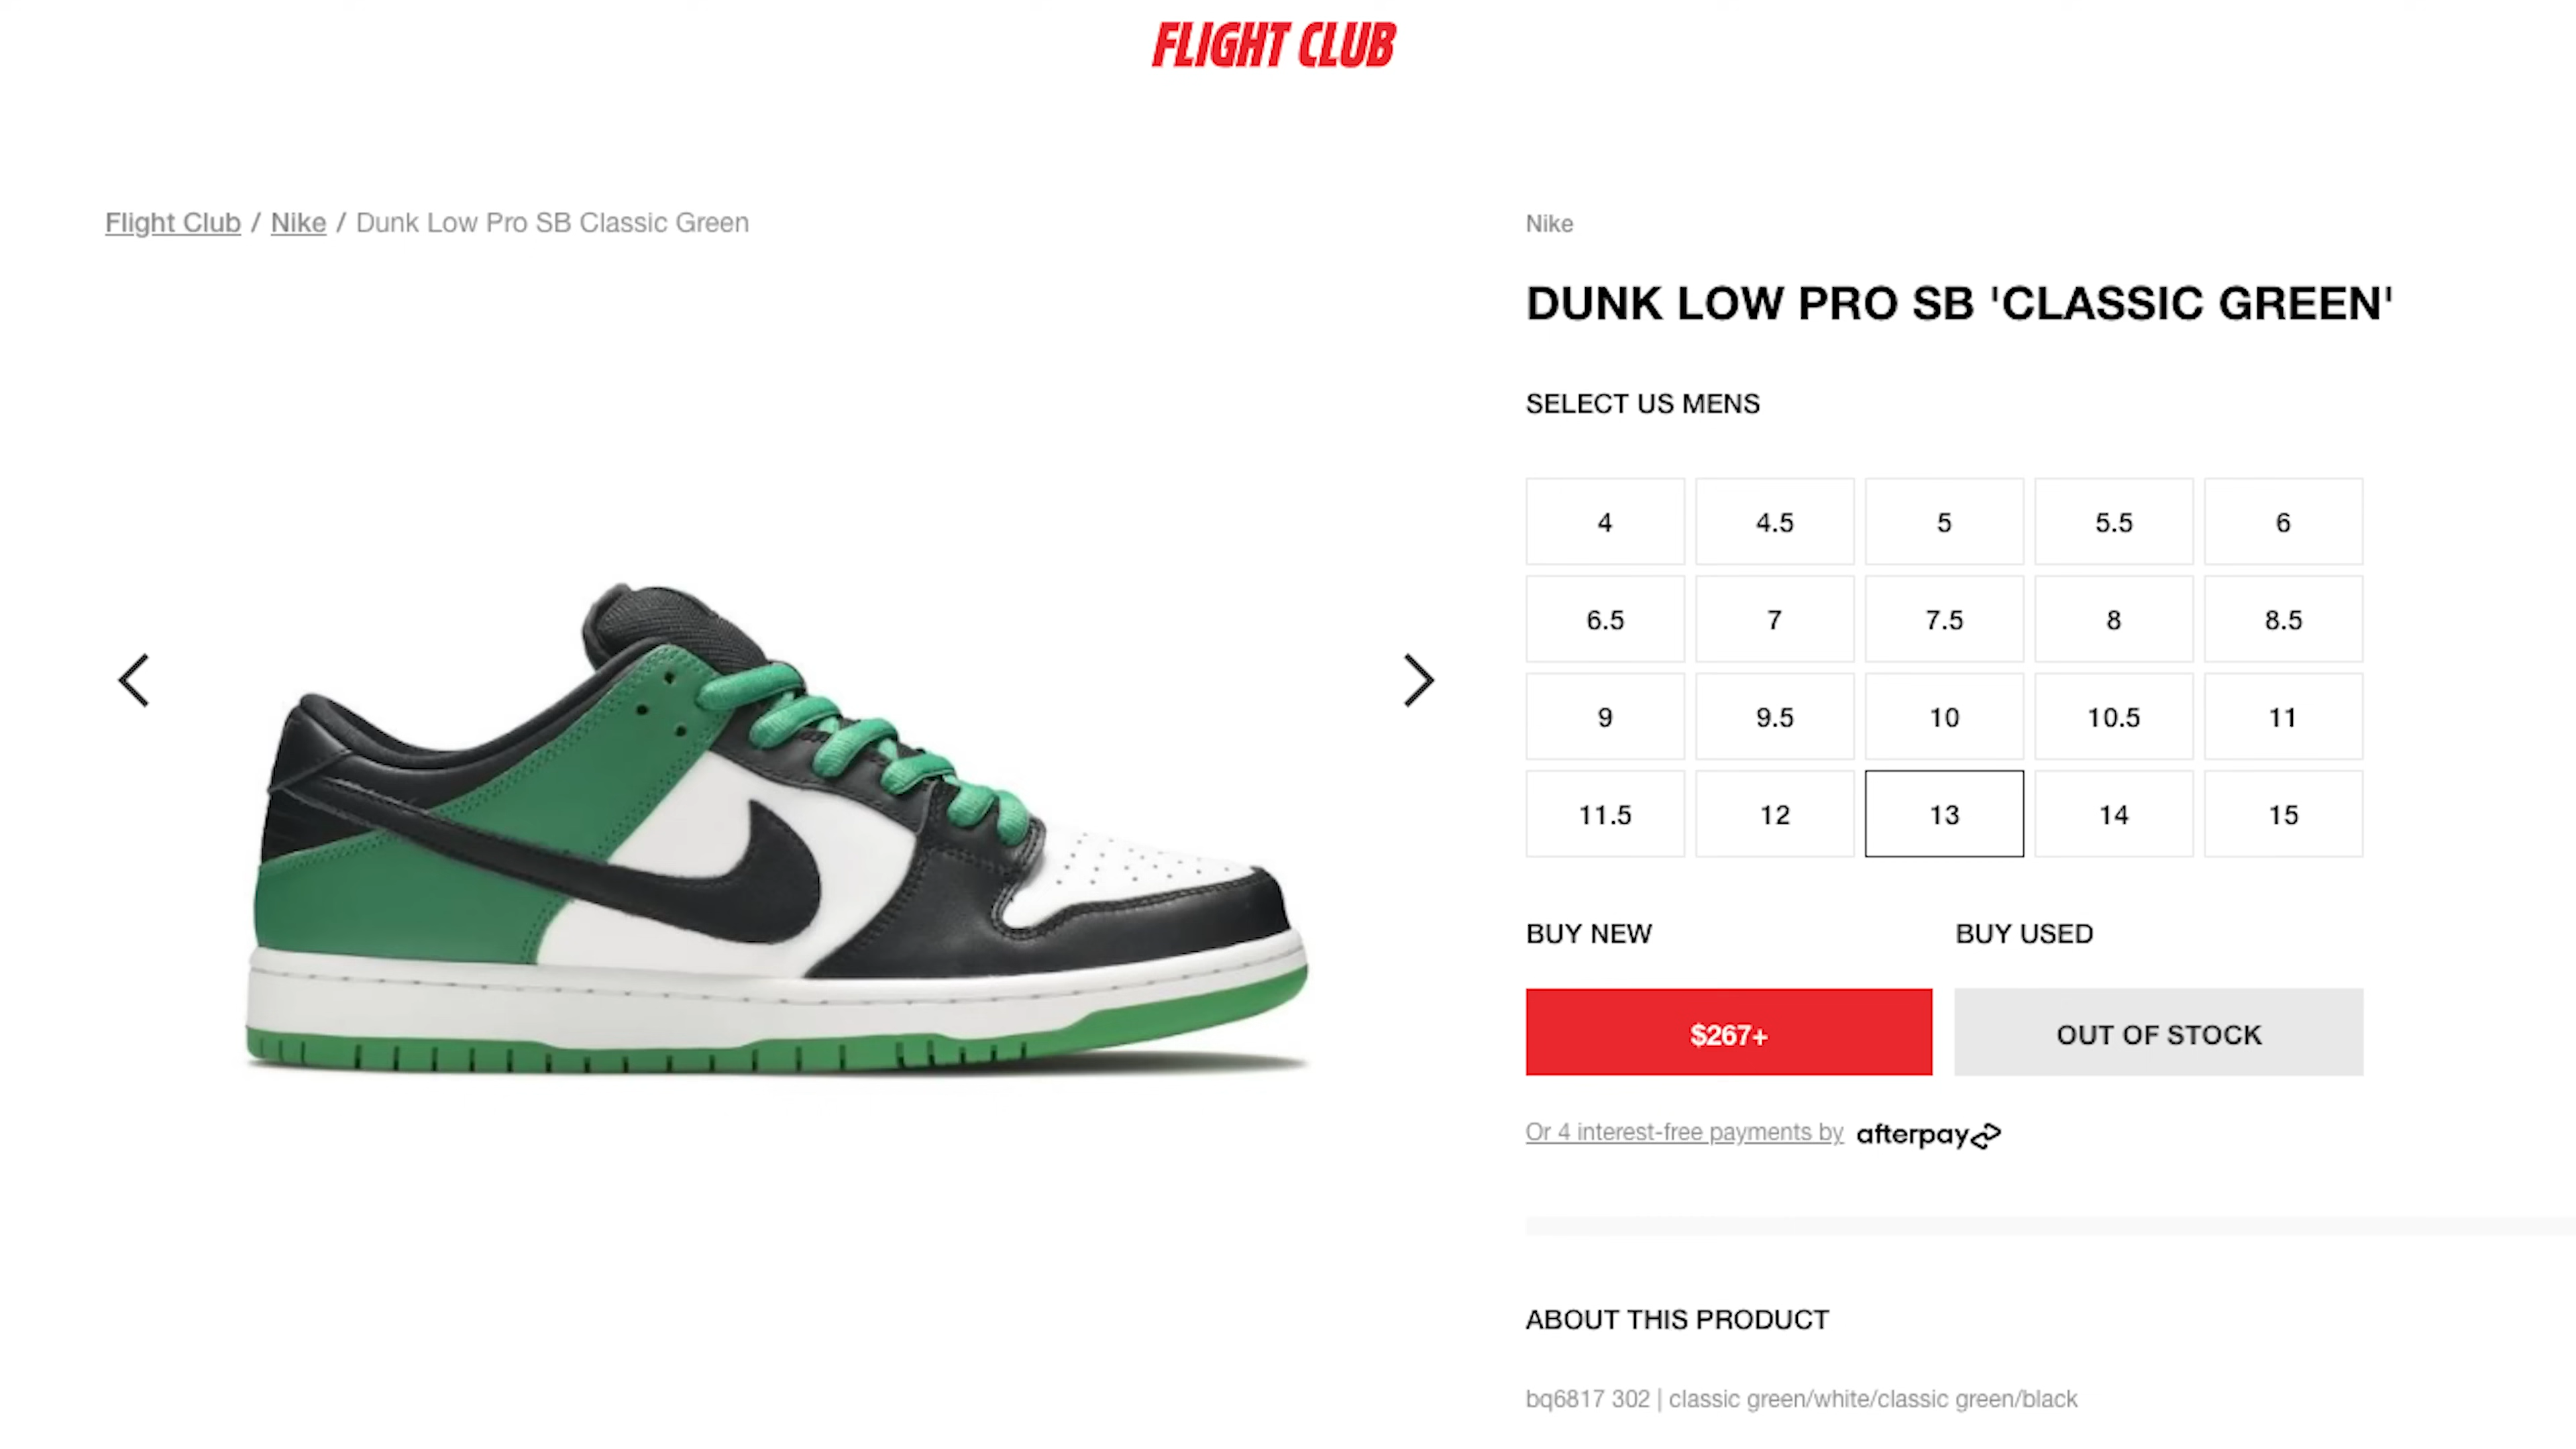 FLIGHT CLUB
Flight Club / Nike / Dunk Low Pro SB Classic Green
Nike
DUNK LOW PRO SB 'CLASSIC GREEN'
SELECT US MENS
4 4.5 5 5.5 6
6.5 7 7.5 8 8.5
9 9.5 10 10.5 11
11.5 12 13 14 15
BUY NEW BUY USED
$267+ OUT OF STOCK
Or 4 interest-free payments by afterpay
ABOUT THIS PRODUCT
bq6817 302 | classic green/white/classic green/black